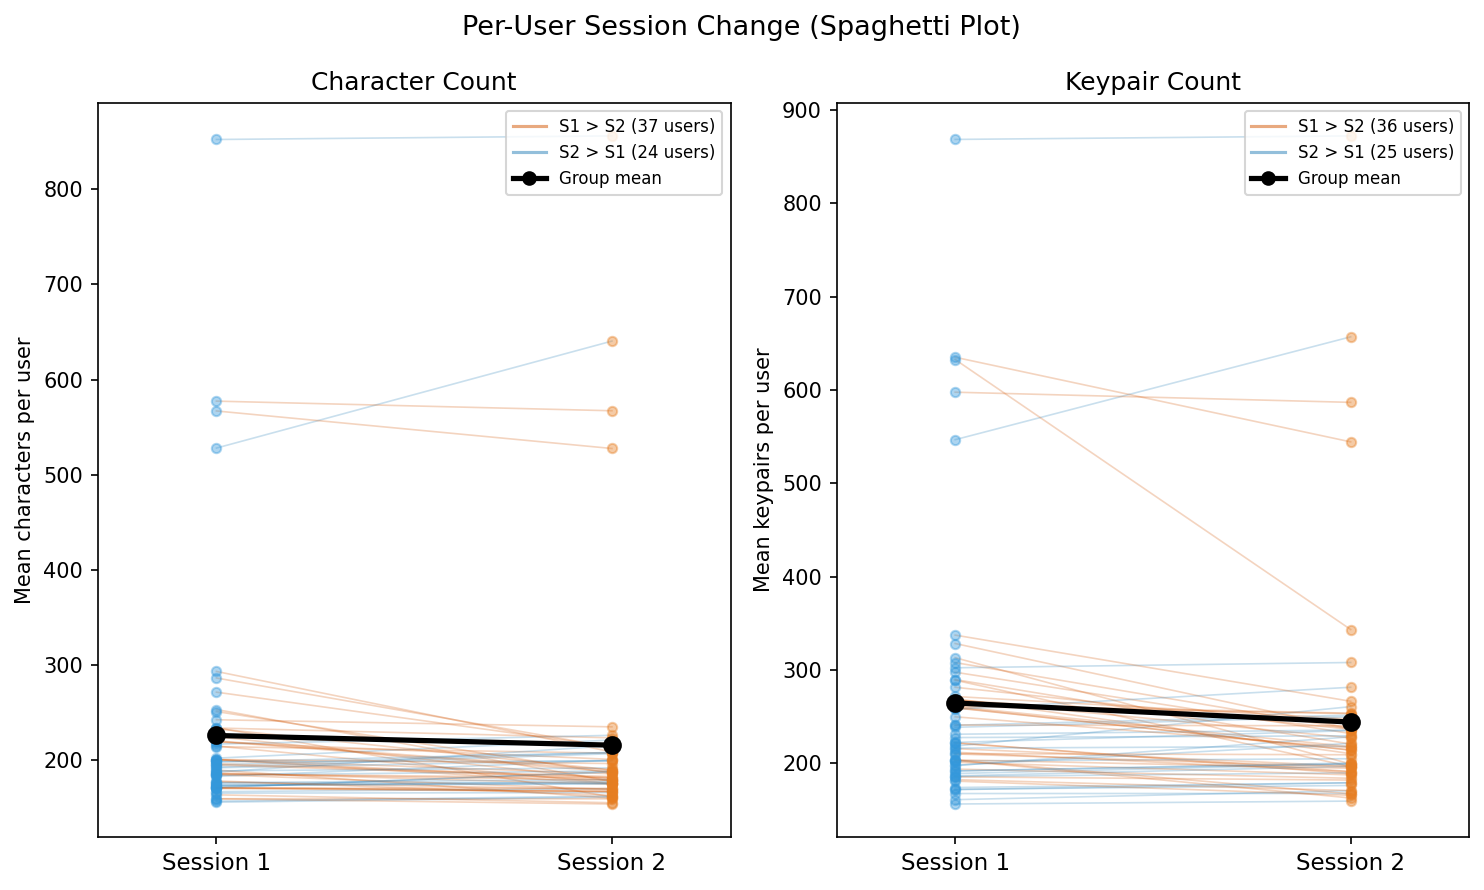 Per-User Session Change (Spaghetti Plot)
Character Count
Mean characters per user
800
700
600
500
400
300
200
Session 1
Session 2
S1 > S2 (37 users)
S2 > S1 (24 users)
Group mean
Keypair Count
Mean keypairs per user
900
800
700
600
500
400
300
200
Session 1
Session 2
S1 > S2 (36 users)
S2 > S1 (25 users)
Group mean